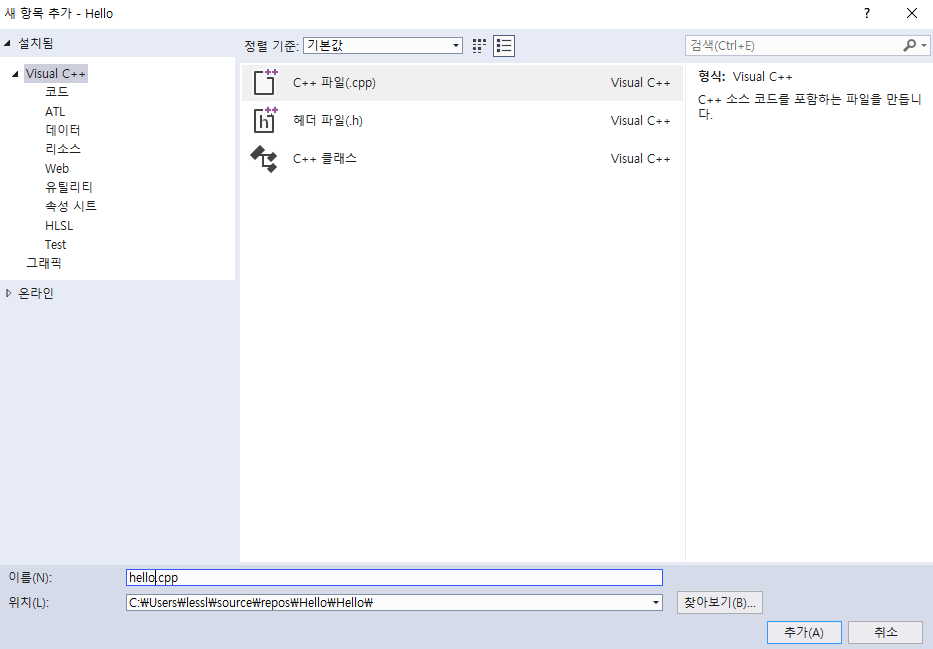 새 항목 추가 - Hello
?
설치됨
정렬 기준: 기본값
검색(Ctrl+E)
Visual C++
코드
ATL
데이터
리소스
Web
유틸리티
속성 시트
HLSL
Test
그래픽
온라인
C++ 파일(.cpp) Visual C++
헤더 파일(.h) Visual C++
C++ 클래스 Visual C++
형식: Visual C++
C++ 소스 코드를 포함하는 파일을 만듭니
다.
이름(N): hello.cpp
위치(L): C:₩Users₩lessl₩source₩repos₩Hello₩Hello₩
찾아보기(B)...
추가(A) 취소